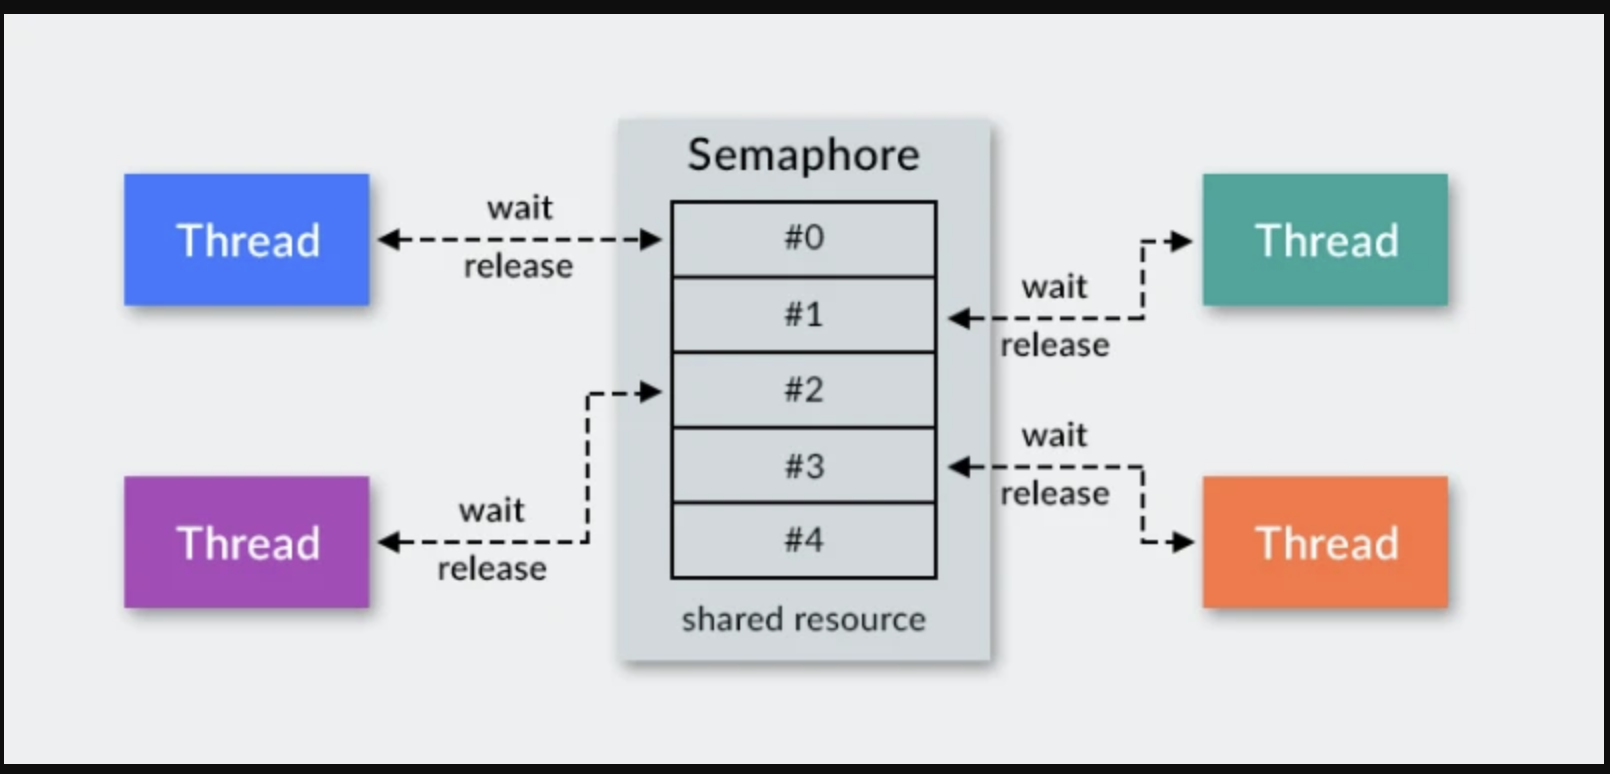 Semaphore
Thread
wait
release
#0
Thread
#1
wait
release
#2
#3
wait
release
Thread
wait
release
#4
Thread
shared resource